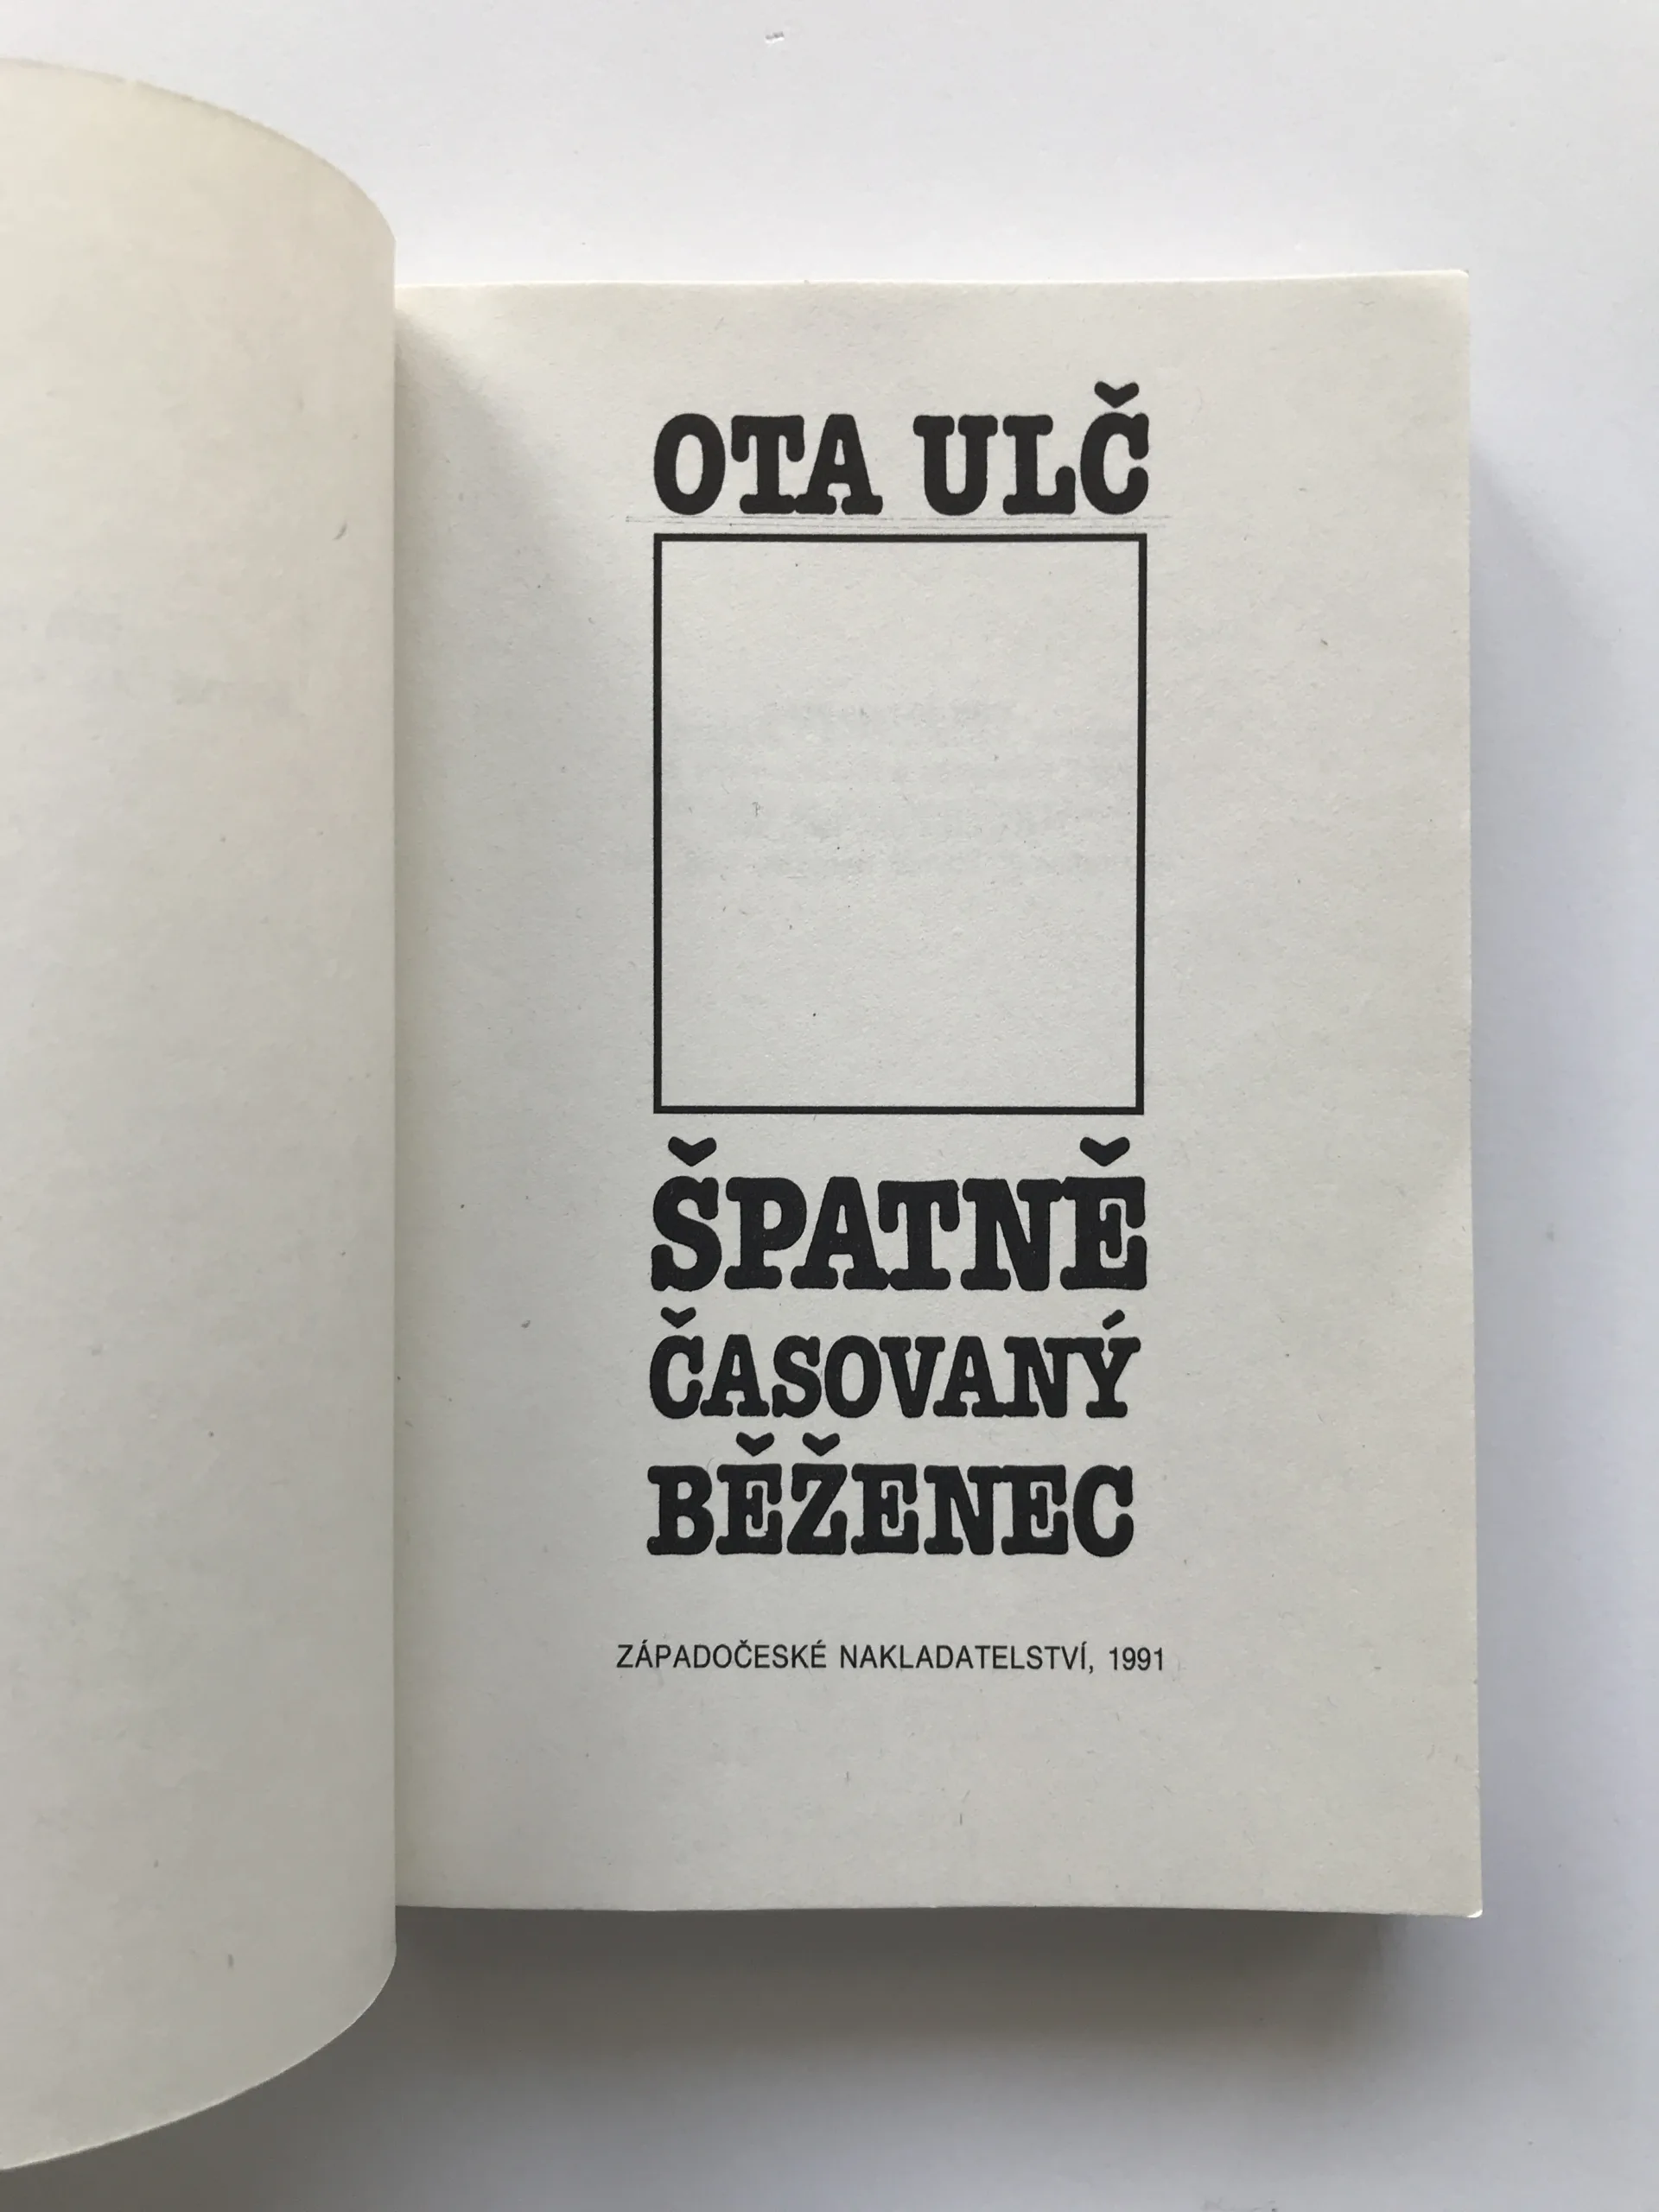 OTA ULČ
ŠPATNĚ
ČASOVANÝ
BĚŽENEC
ZÁPADOČESKÉ NAKLADATELSTVÍ, 1991